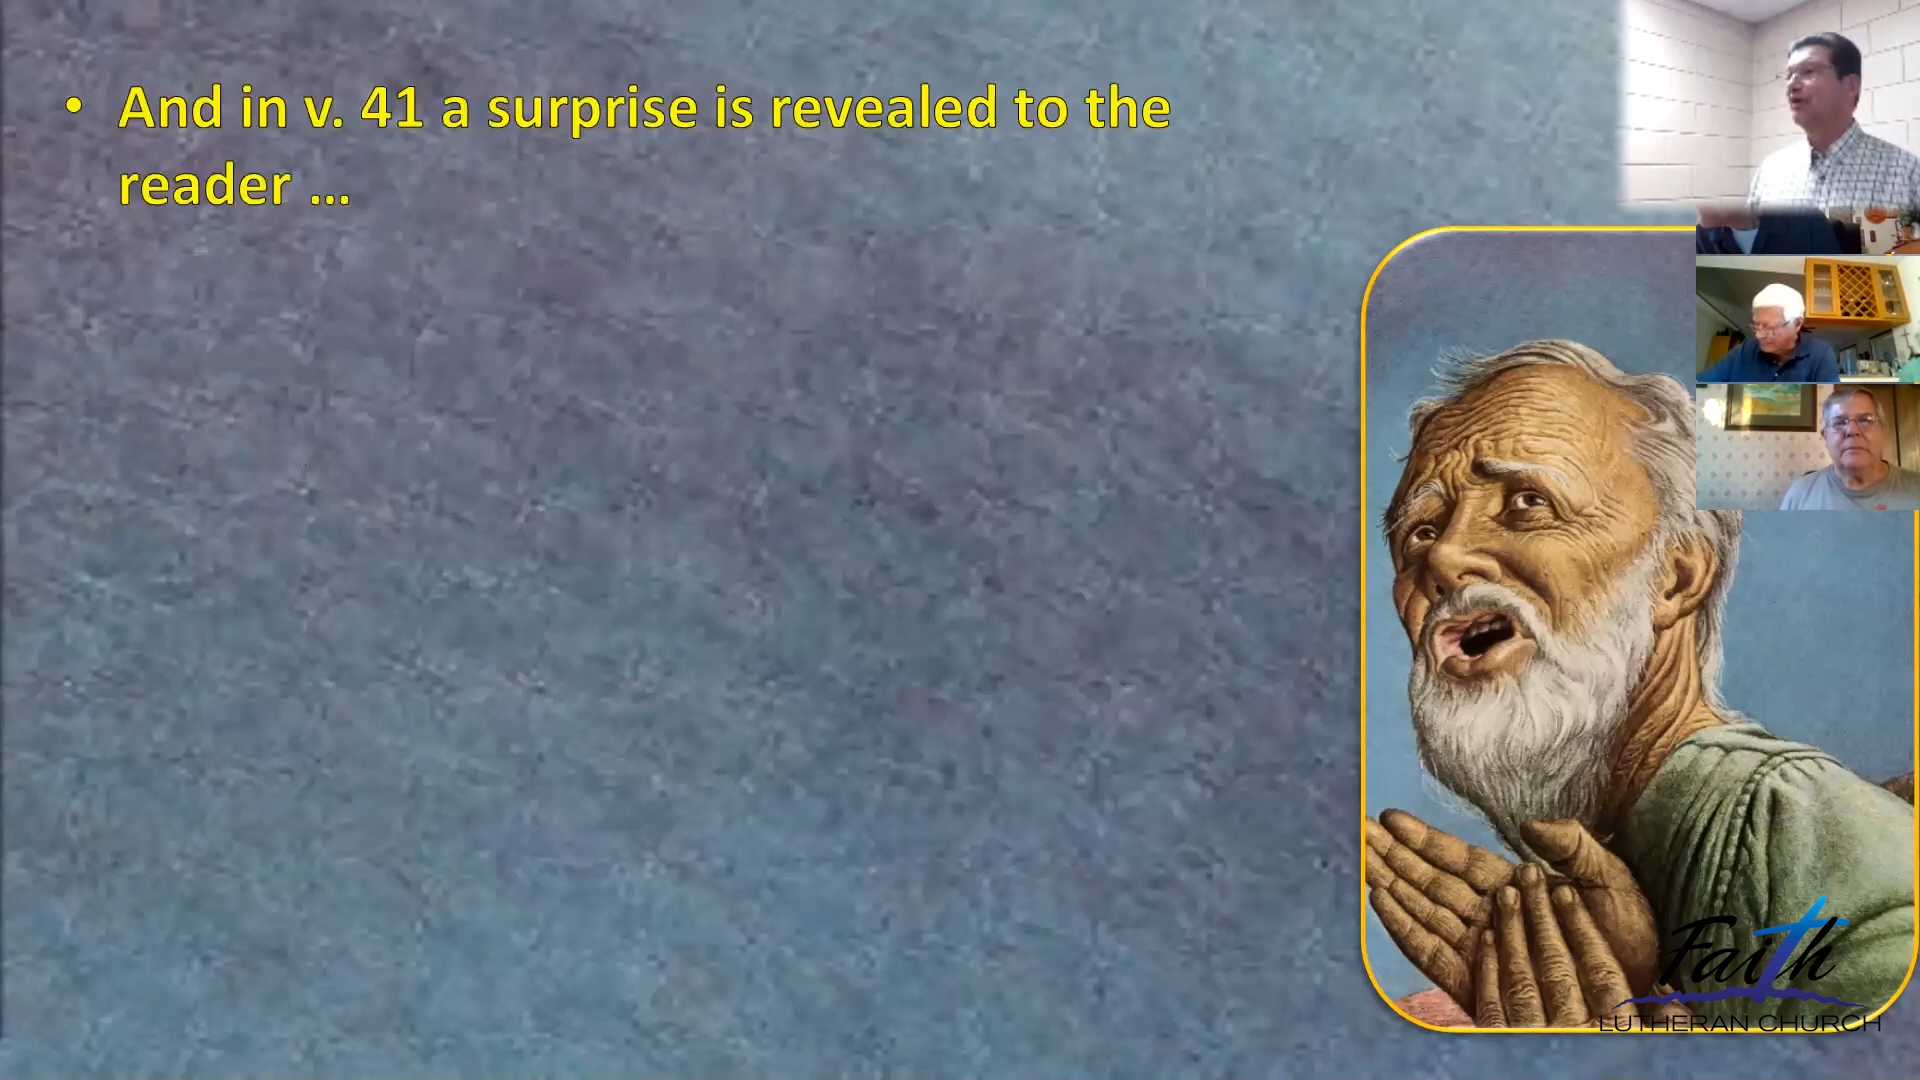 • And in v. 41 a surprise is revealed to the
reader ...
Faith
LUTHERAN CHURCH